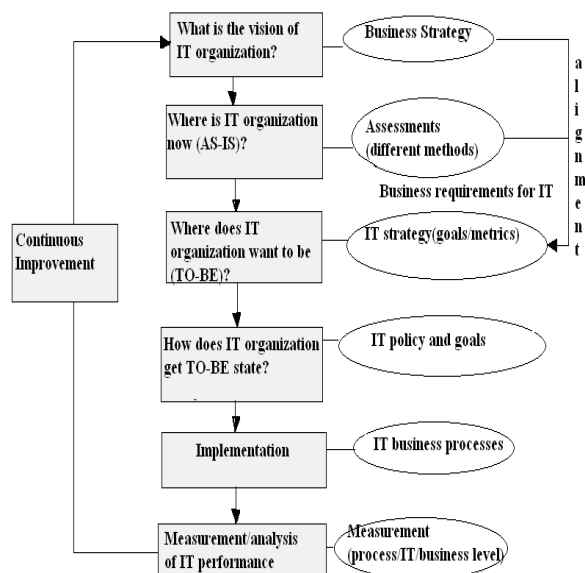 What is the vision of
IT organization?
Business Strategy
Where is IT organization
now (AS-IS)?
Assessments
(different methods)
alignment
Business requirements for IT
Where does IT
organization want to be
(TO-BE)?
IT strategy(goals/metrics)
Continuous
Improvement
How does IT organization
get TO-BE state?
IT policy and goals
Implementation
IT business processes
Measurement/analysis
of IT performance
Measurement
(process/IT/business level)